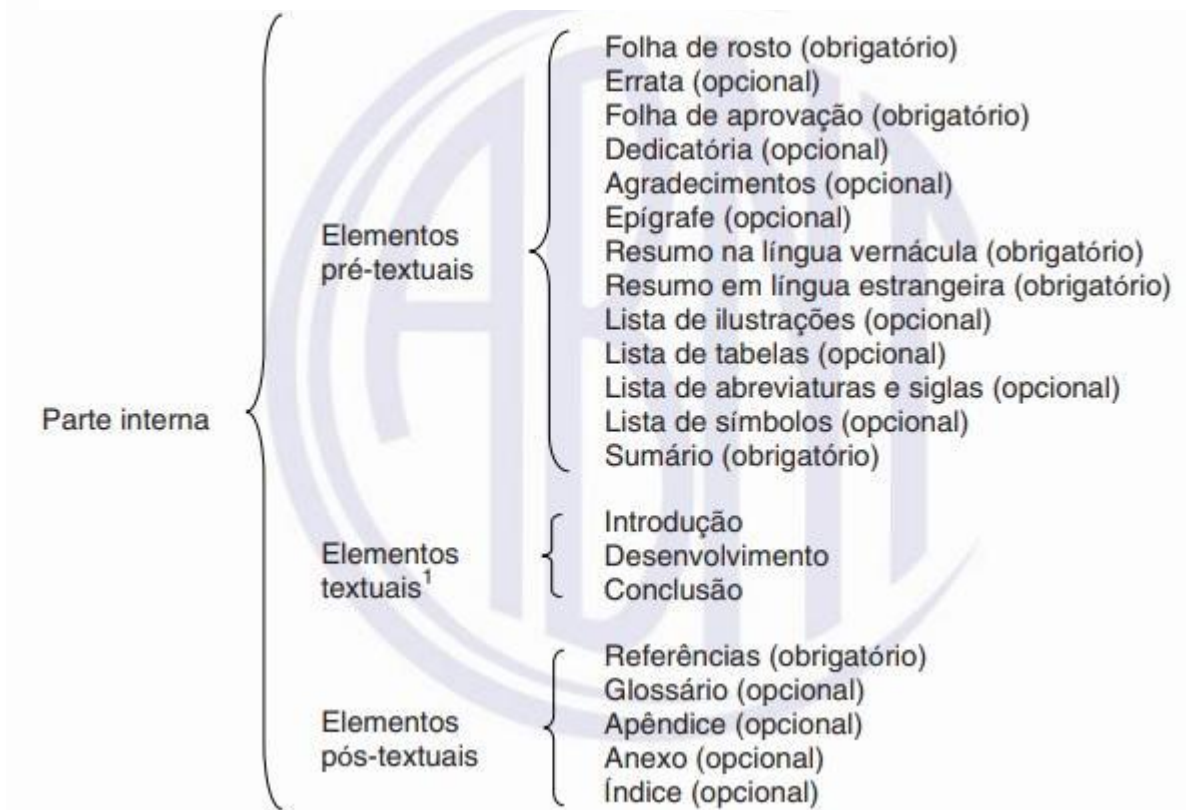 Parte interna
Elementos
pré-textuais
Folha de rosto (obrigatório)
Errata (opcional)
Folha de aprovação (obrigatório)
Dedicatória (opcional)
Agradecimentos (opcional)
Epígrafe (opcional)
Resumo na língua vernácula (obrigatório)
Resumo em língua estrangeira (obrigatório)
Lista de ilustrações (opcional)
Lista de tabelas (opcional)
Lista de abreviaturas e siglas (opcional)
Lista de símbolos (opcional)
Sumário (obrigatório)
Elementos
textuais¹
Introdução
Desenvolvimento
Conclusão
Elementos
pós-textuais
Referências (obrigatório)
Glossário (opcional)
Apêndice (opcional)
Anexo (opcional)
Índice (opcional)
ABNT